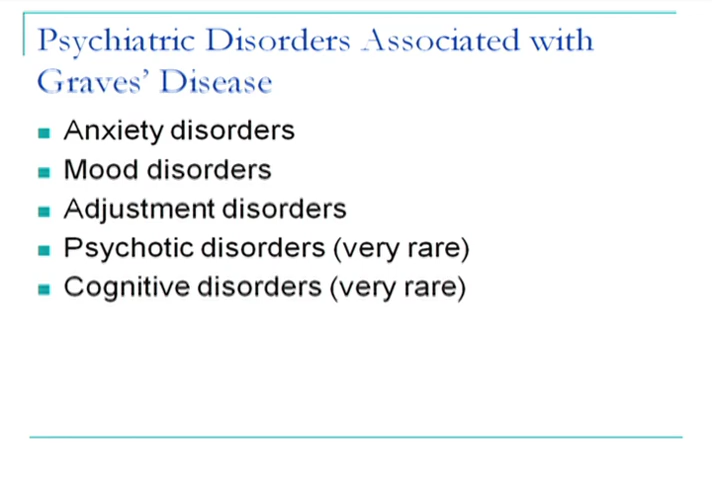 Psychiatric Disorders Associated with
Graves’ Disease
Anxiety disorders
Mood disorders
Adjustment disorders
Psychotic disorders (very rare)
Cognitive disorders (very rare)